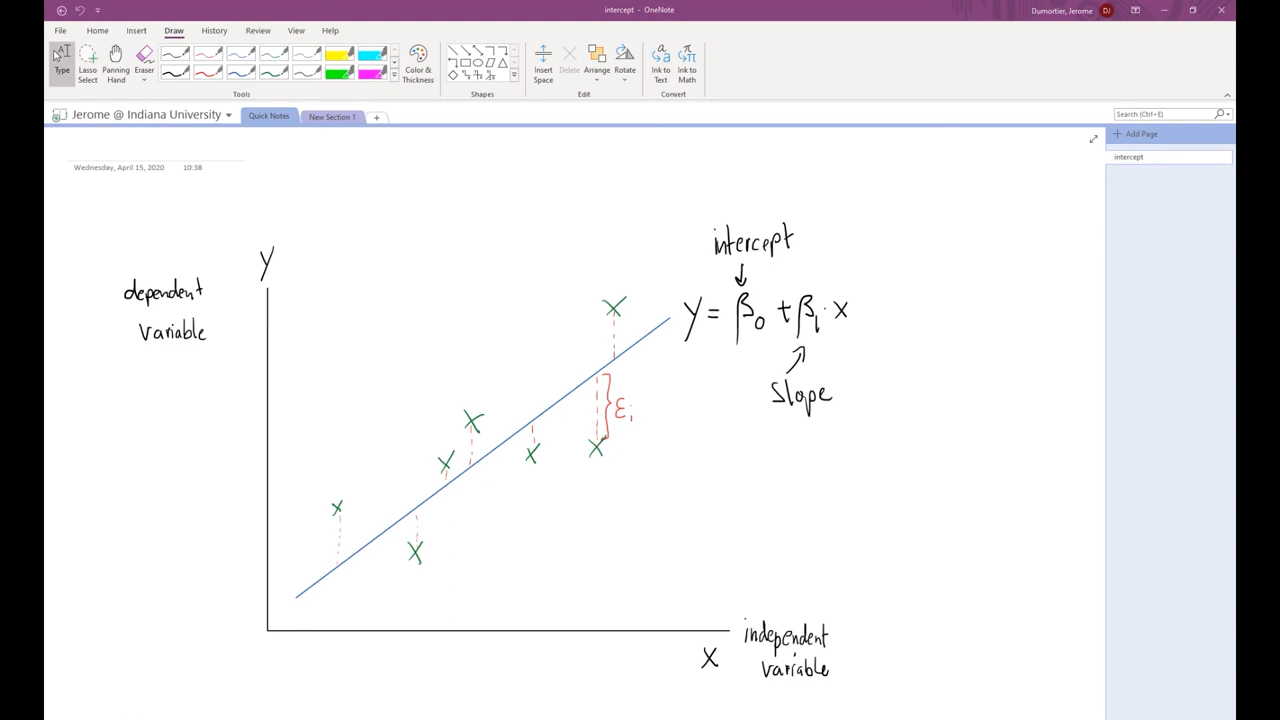 intercept - OneNote
Dumortier, Jerome DJ
File Home Insert Draw History Review View Help
Type
Lasso Select
Panning Hand
Eraser
Color & Thickness
Insert Space
Delete
Arrange
Rotate
Ink to Text
Ink to Math
Tools
Shapes
Edit
Convert
Jerome @ Indiana University
Quick Notes
New Section 1
+
Search (Ctrl+E)
Add Page
intercept
Wednesday, April 15, 2020 10:38
intercept
Y
dependent
variable
y = β₀ + β₁ · x
slope
εᵢ
independent
variable
X